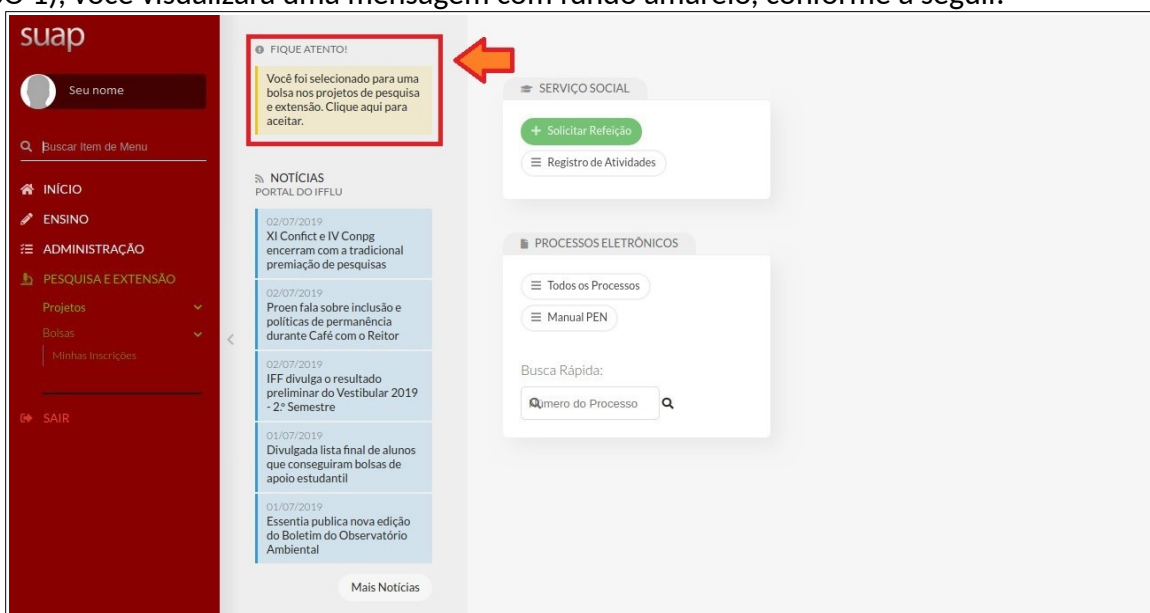 1), você visualizará uma mensagem com fundo amarelo, conforme a seguir:
suap
Seu nome
Buscar Item de Menu
INÍCIO
ENSINO
ADMINISTRAÇÃO
PESQUISA E EXTENSÃO
Projetos
Bolsas
Minhas Inscrições
SAIR
FIQUE ATENTO!
Você foi selecionado para uma
bolsa nos projetos de pesquisa
e extensão. Clique aqui para
aceitar.
NOTÍCIAS
PORTAL DO IFFLU
02/07/2019
XI Confict e IV Conpg
encerram com a tradicional
premiação de pesquisas
02/07/2019
Proen fala sobre inclusão e
políticas de permanência
durante Café com o Reitor
02/07/2019
IFF divulga o resultado
preliminar do Vestibular 2019
- 2.º Semestre
01/07/2019
Divulgada lista final de alunos
que conseguiram bolsas de
apoio estudantil
01/07/2019
Essentia publica nova edição
do Boletim do Observatório
Ambiental
Mais Notícias
SERVIÇO SOCIAL
+ Solicitar Refeição
Registro de Atividades
PROCESSOS ELETRÔNICOS
Todos os Processos
Manual PEN
Busca Rápida:
Número do Processo